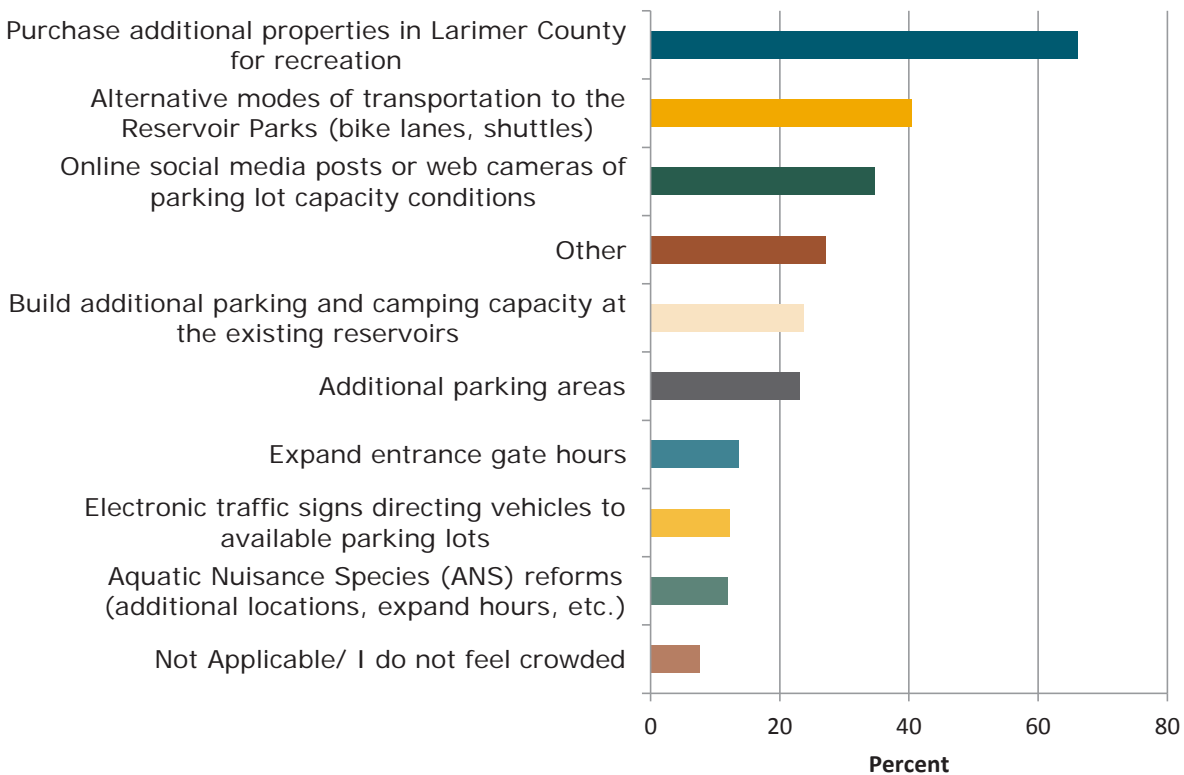 Purchase additional properties in Larimer County
for recreation
Alternative modes of transportation to the
Reservoir Parks (bike lanes, shuttles)
Online social media posts or web cameras of
parking lot capacity conditions
Other
Build additional parking and camping capacity at
the existing reservoirs
Additional parking areas
Expand entrance gate hours
Electronic traffic signs directing vehicles to
available parking lots
Aquatic Nuisance Species (ANS) reforms
(additional locations, expand hours, etc.)
Not Applicable/ I do not feel crowded
0 20 40 60 80
Percent